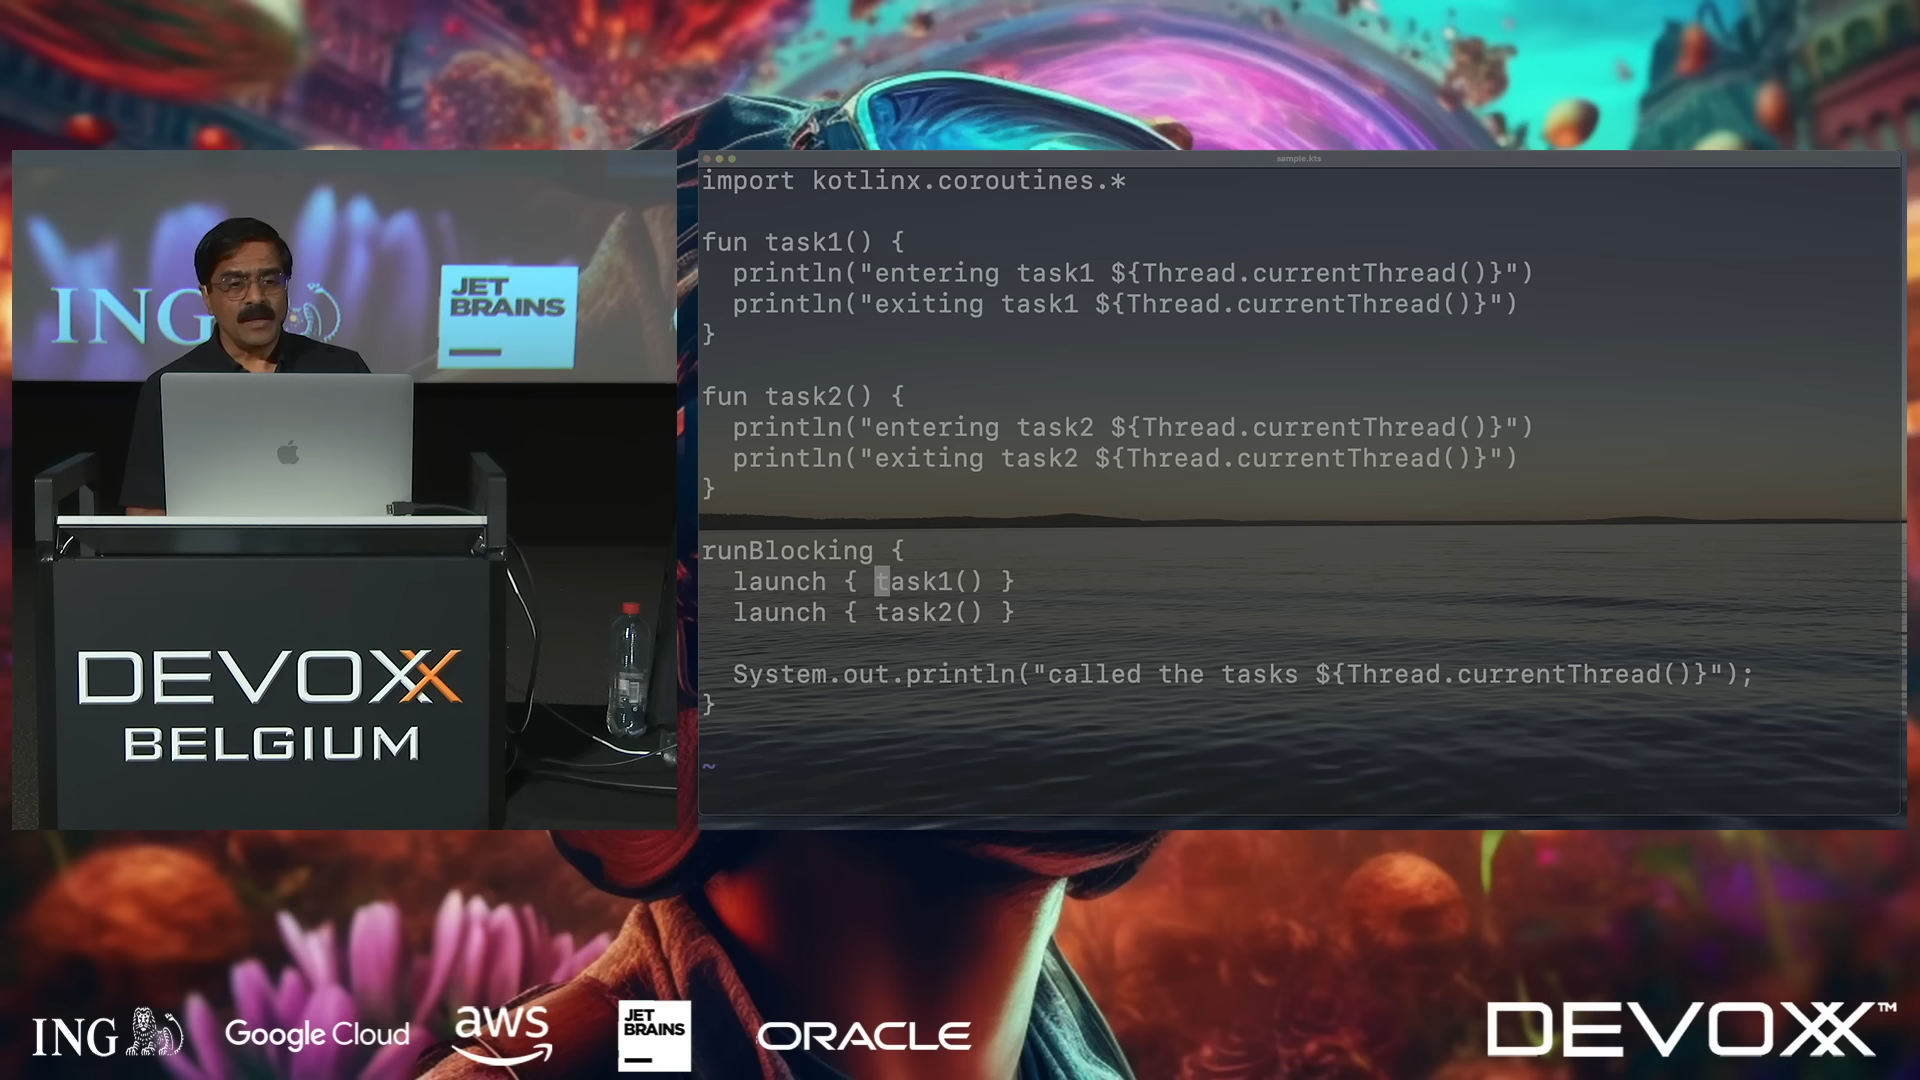 ING
JET
BRAINS
DEVOXX
BELGIUM
sample.kts
import kotlinx.coroutines.*
fun task1() {
  println("entering task1 ${Thread.currentThread()}")
  println("exiting task1 ${Thread.currentThread()}")
}
fun task2() {
  println("entering task2 ${Thread.currentThread()}")
  println("exiting task2 ${Thread.currentThread()}")
}
runBlocking {
  launch { task1() }
  launch { task2() }
  System.out.println("called the tasks ${Thread.currentThread()}");
}
~
ING
Google Cloud
aws
JET
BRAINS
ORACLE
DEVOXX™